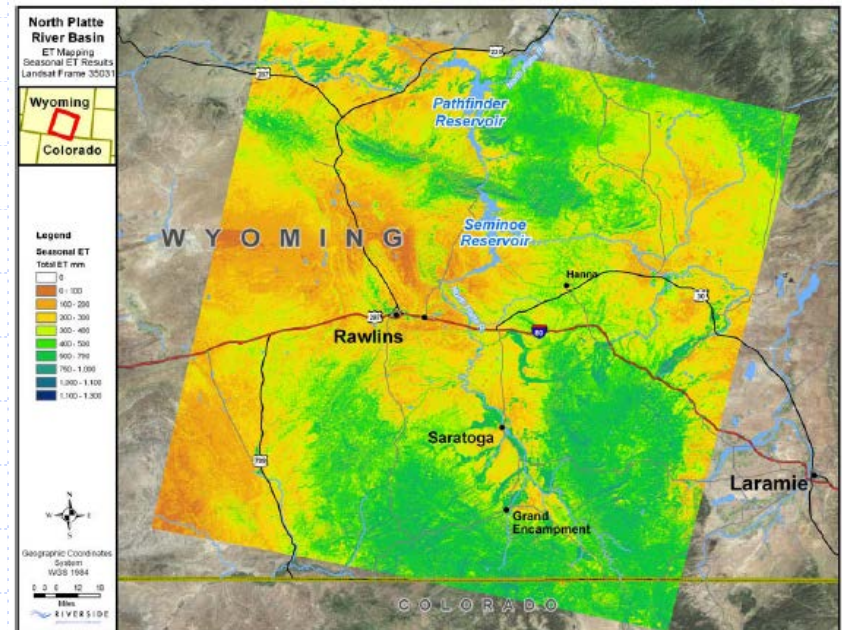 North Platte
River Basin
ET Mapping
Seasonal ET Results
Landsat Frame 35031
Wyoming
Colorado
Legend
Seasonal ET
Total ET mm
0
0 - 100
100 - 200
200 - 300
300 - 400
400 - 500
500 - 750
750 - 1,000
1,000 - 1,100
1,100 - 1,300
N
W
E
S
Geographic Coordinates
System
WGS 1984
Miles
RIVERSIDE
287
220
Pathfinder
Reservoir
WYOMING
Seminoe
Reservoir
Hanna
30
287
Rawlins
80
Saratoga
789
Laramie
Grand
Encampment
COLORADO